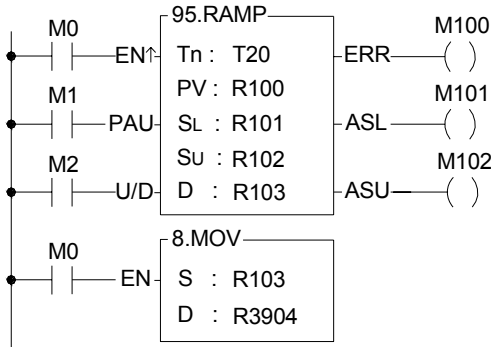 95.RAMP
M0 EN↑ Tn : T20 ERR M100
PV : R100
M1 PAU SL : R101 ASL M101
SU : R102
M2 U/D D : R103 ASU M102
8.MOV
M0 EN S : R103
D : R3904